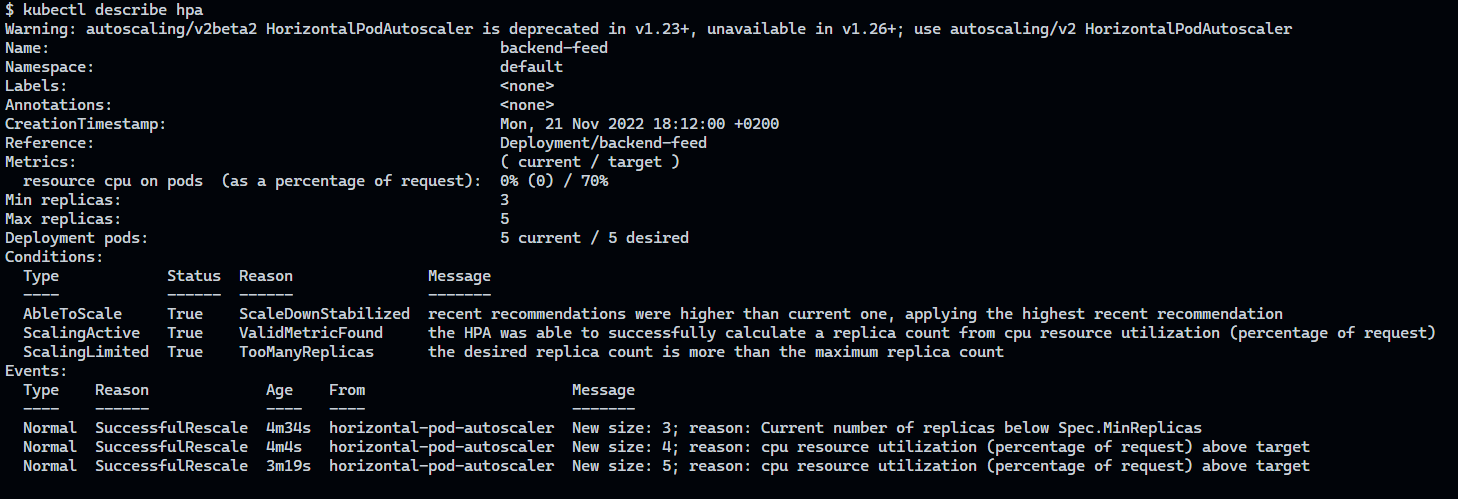 $ kubectl describe hpa
Warning: autoscaling/v2beta2 HorizontalPodAutoscaler is deprecated in v1.23+, unavailable in v1.26+; use autoscaling/v2 HorizontalPodAutoscaler
Name:                                                  backend-feed
Namespace:                                             default
Labels:                                                <none>
Annotations:                                           <none>
CreationTimestamp:                                     Mon, 21 Nov 2022 18:12:00 +0200
Reference:                                             Deployment/backend-feed
Metrics:                                               ( current / target )
  resource cpu on pods  (as a percentage of request):  0% (0) / 70%
Min replicas:                                          3
Max replicas:                                          5
Deployment pods:                                       5 current / 5 desired
Conditions:
  Type            Status  Reason               Message
  ----            ------  ------               -------
  AbleToScale     True    ScaleDownStabilized  recent recommendations were higher than current one, applying the highest recent recommendation
  ScalingActive   True    ValidMetricFound     the HPA was able to successfully calculate a replica count from cpu resource utilization (percentage of request)
  ScalingLimited  True    TooManyReplicas      the desired replica count is more than the maximum replica count
Events:
  Type    Reason             Age    From                       Message
  ----    ------             ----   ----                       -------
  Normal  SuccessfulRescale  4m34s  horizontal-pod-autoscaler  New size: 3; reason: Current number of replicas below Spec.MinReplicas
  Normal  SuccessfulRescale  4m4s   horizontal-pod-autoscaler  New size: 4; reason: cpu resource utilization (percentage of request) above target
  Normal  SuccessfulRescale  3m19s  horizontal-pod-autoscaler  New size: 5; reason: cpu resource utilization (percentage of request) above target